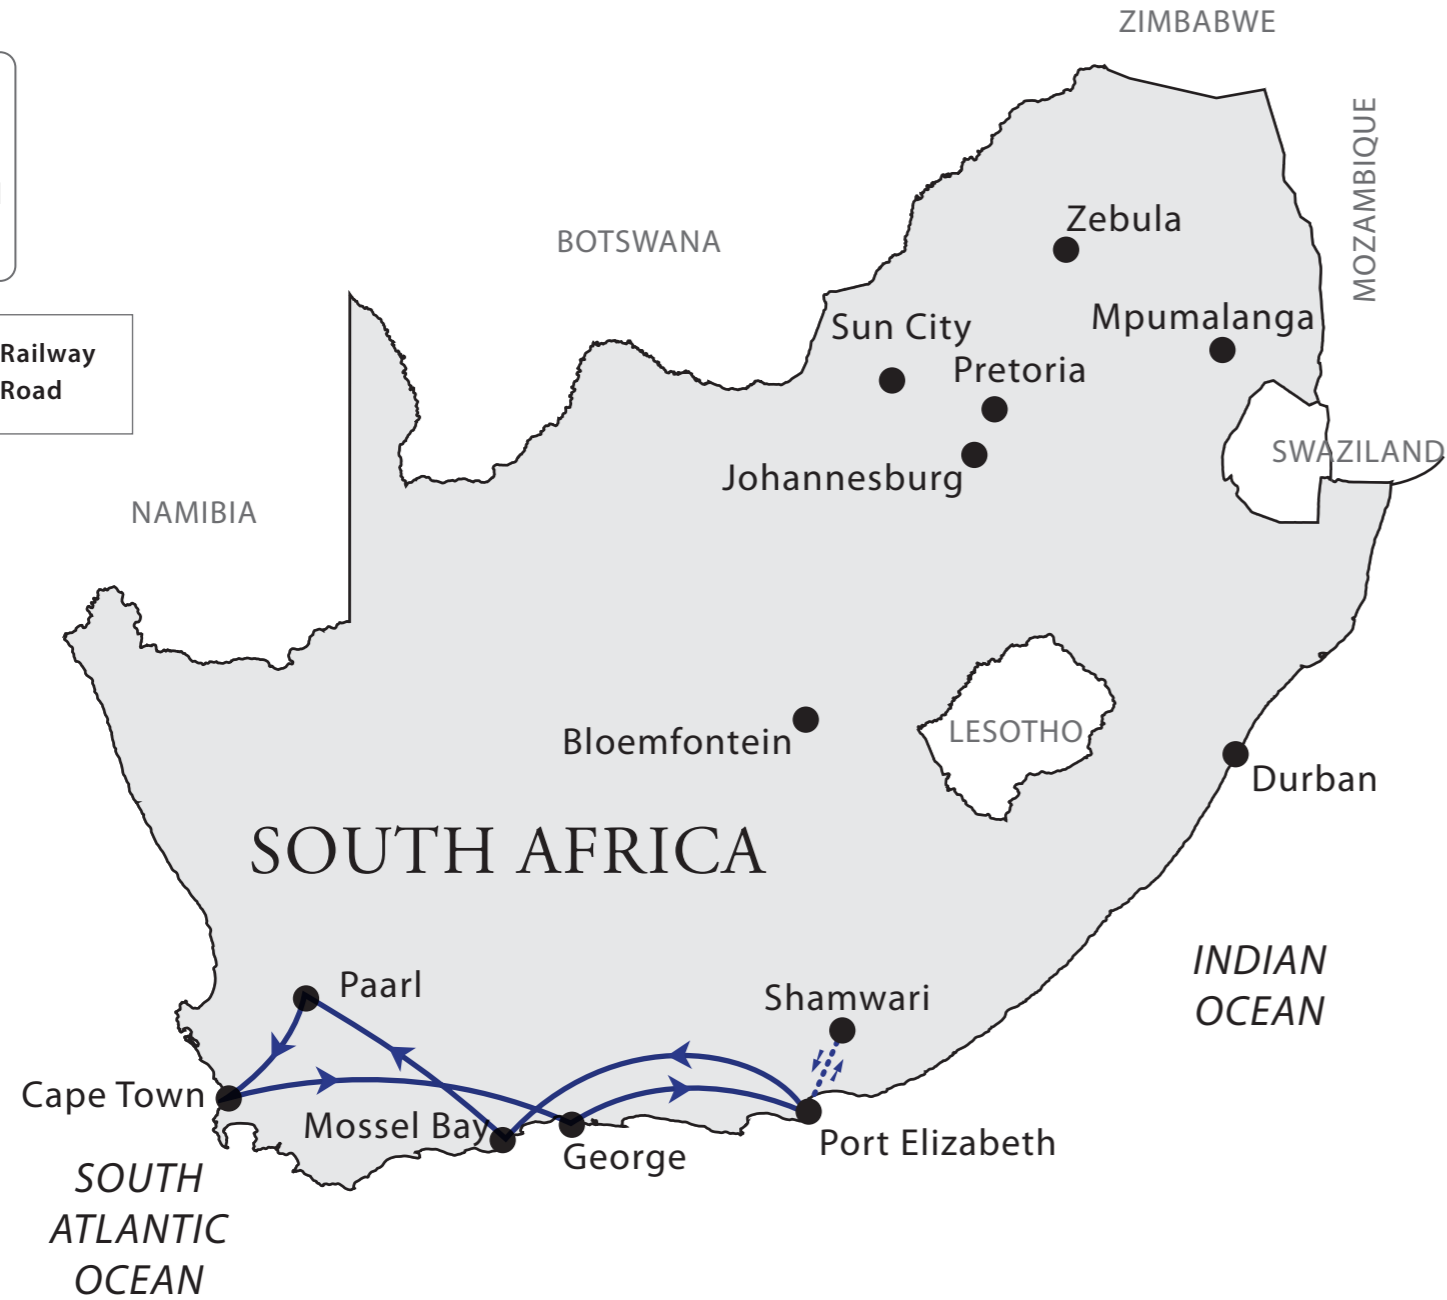 ZIMBABWE
MOZAMBIQUE
Zebula
BOTSWANA
Mpumalanga
Sun City
Railway
Pretoria
Road
SWAZILAND
Johannesburg
NAMIBIA
LESOTHO
Bloemfontein
Durban
SOUTH AFRICA
INDIAN
OCEAN
Paarl
Shamwari
Cape Town
Mossel Bay
Port Elizabeth
George
SOUTH
ATLANTIC
OCEAN